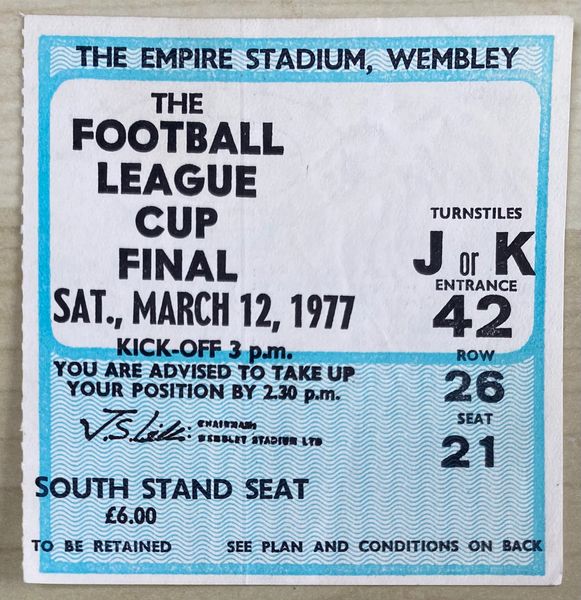 THE EMPIRE STADIUM, WEMBLEY
THE
FOOTBALL
LEAGUE
CUP
FINAL
SAT., MARCH 12, 1977
KICK-OFF 3 p.m.
YOU ARE ADVISED TO TAKE UP
YOUR POSITION BY 2.30 p.m.
CHAIRMAN:
WEMBLEY STADIUM LTD
TURNSTILES
J or K
ENTRANCE
42
ROW
26
SEAT
21
SOUTH STAND SEAT
£6.00
TO BE RETAINED
SEE PLAN AND CONDITIONS ON BACK